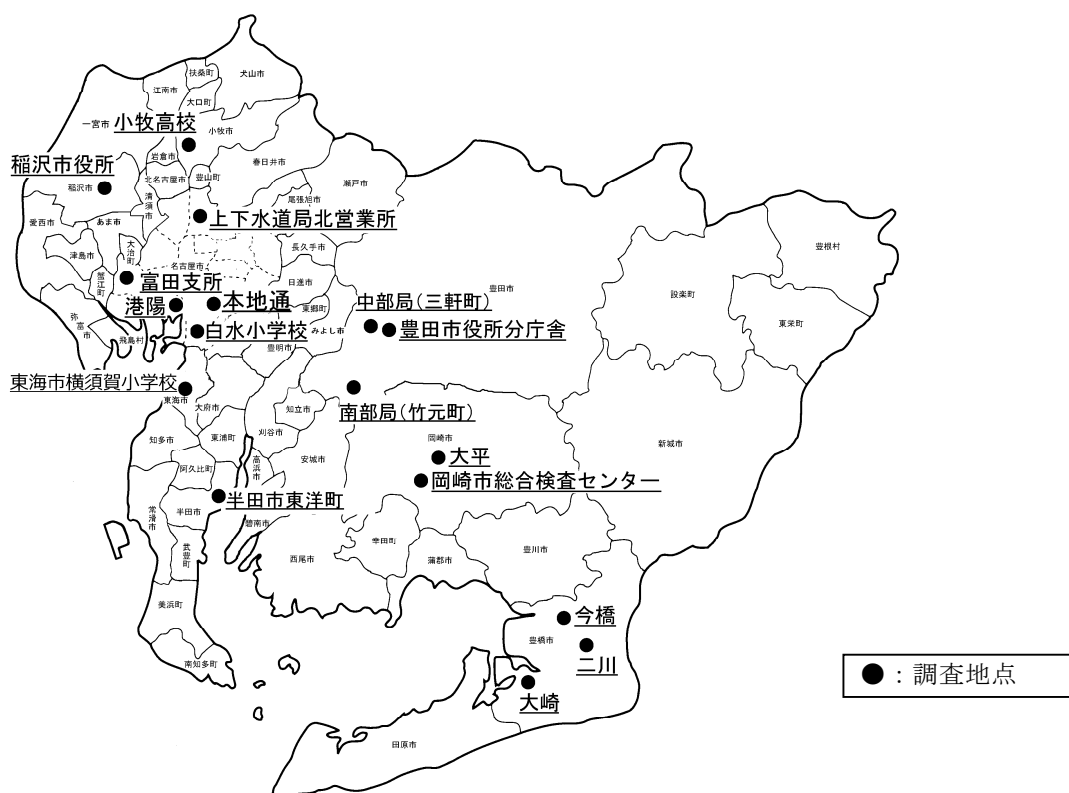 扶桑町
犬山市
江南市
大口町
一宮市
小牧高校
小牧市
岩倉市
春日井市
稲沢市役所
稲沢市
北名古屋市
豊山町
瀬戸市
尾張旭市
清須市
愛西市
あま市
上下水道局北営業所
大治町
長久手市
津島市
名古屋市
豊根村
蟹江町
富田支所
日進市
設楽町
豊田市
港陽
本地通
東郷町
中部局(三軒町)
東栄町
弥富市
飛島村
白水小学校
みよし市
豊田市役所分庁舎
豊明市
東海市横須賀小学校
東海市
大府市
知立市
南部局(竹元町)
知多市
東浦町
刈谷市
岡崎市
新城市
高浜市
安城市
大平
阿久比町
岡崎市総合検査センター
半田市東洋町
常滑市
半田市
碧南市
幸田町
豊川市
武豊町
西尾市
蒲郡市
美浜町
今橋
豊橋市
南知多町
二川
●:調査地点
大崎
田原市